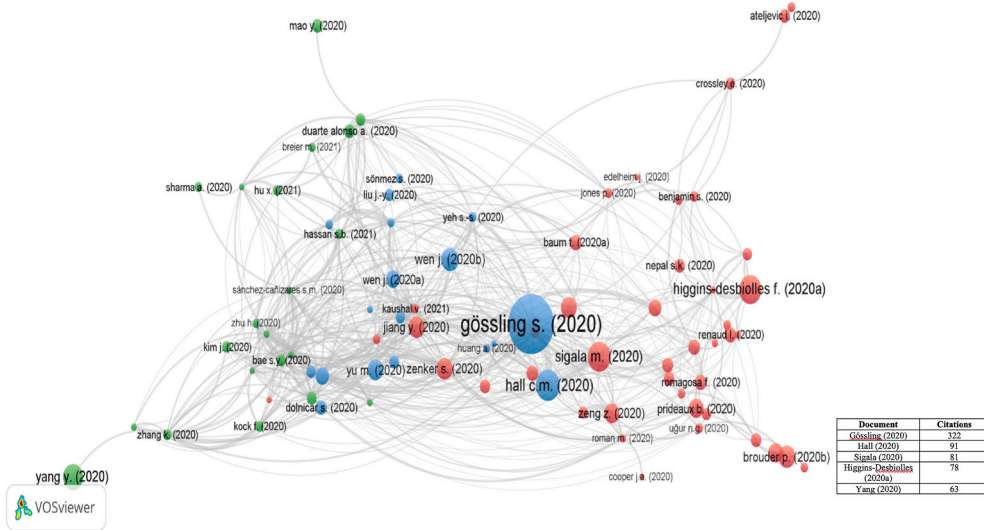 ateljevic i. (2020)
mao y. (2020)
crossley e. (2020)
duarte alonso a. (2020)
breier m. (2021)
sönmez s. (2020)
edelheim j. (2020)
sharma a. (2020)
hu x. (2021)
liu j.-y. (2020)
jones p. (2020)
benjamin s. (2020)
yeh s.-s. (2020)
hassan s.b. (2021)
baum t. (2020a)
wen j. (2020b)
nepal s.k. (2020)
wen j. (2020a)
sánchez-cañizares s.m. (2020)
higgins-desbiolles f. (2020a)
kaushal v. (2021)
zhu h. (2020)
jiang y. (2020)
gössling s. (2020)
renaud l. (2020)
kim j. (2020)
huang a. (2020)
bae s.y. (2020)
sigala m. (2020)
yu m. (2020)
zenker s. (2020)
hall c.m. (2020)
romagosa f. (2020)
dolnicar s. (2020)
zeng z. (2020)
prideaux b. (2020)
kock f. (2020)
uğur n.g. (2020)
zhang k. (2020)
roman m. (2020)
brouder p. (2020b)
yang y. (2020)
cooper j.a. (2020)
VOSviewer
Document Citations
Gössling (2020) 322
Hall (2020) 91
Sigala (2020) 81
Higgins-Desbiolles
(2020a) 78
Yang (2020) 63